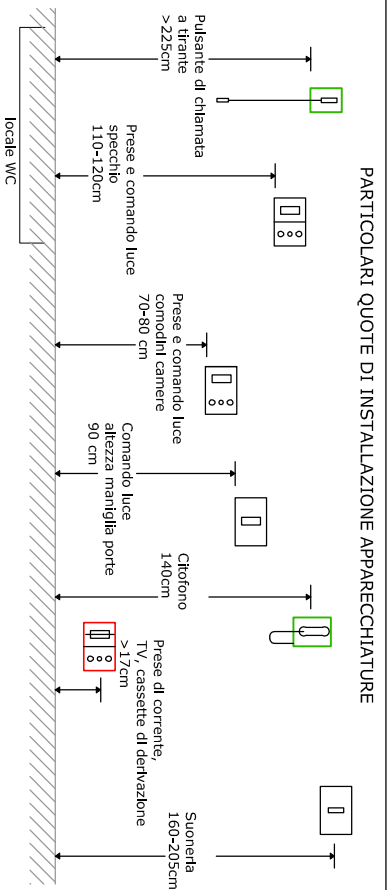 PARTICOLARI QUOTE DI INSTALLAZIONE APPARECCHIATURE
Pulsante di chiamata
a tirante
>225cm
Prese e comando luce
specchio
110-120cm
Prese e comando luce
comodini camere
70-80 cm
Comando luce
altezza maniglia porte
90 cm
Citofono
140cm
Prese di corrente,
TV, cassette di derivazione
>17cm
Suoneria
160-205cm
locale WC